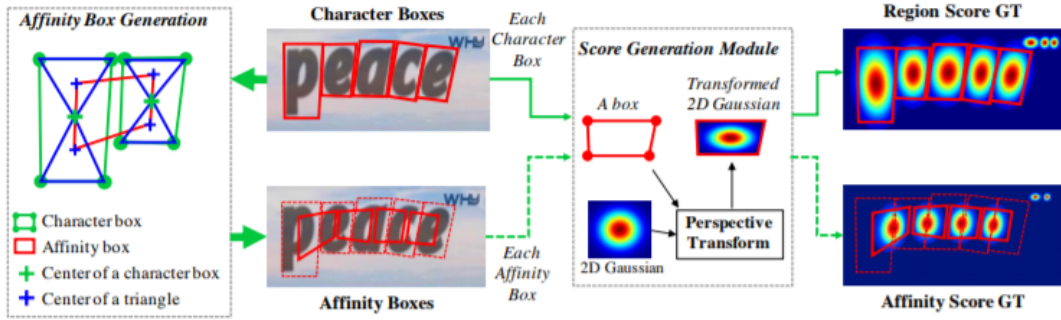 Affinity Box Generation
Character box
Affinity box
Center of a character box
Center of a triangle
Character Boxes
peace
WHU
peace
WHU
Affinity Boxes
Each
Character
Box
Each
Affinity
Box
Score Generation Module
A box
Transformed
2D Gaussian
2D Gaussian
Perspective
Transform
Region Score GT
Affinity Score GT